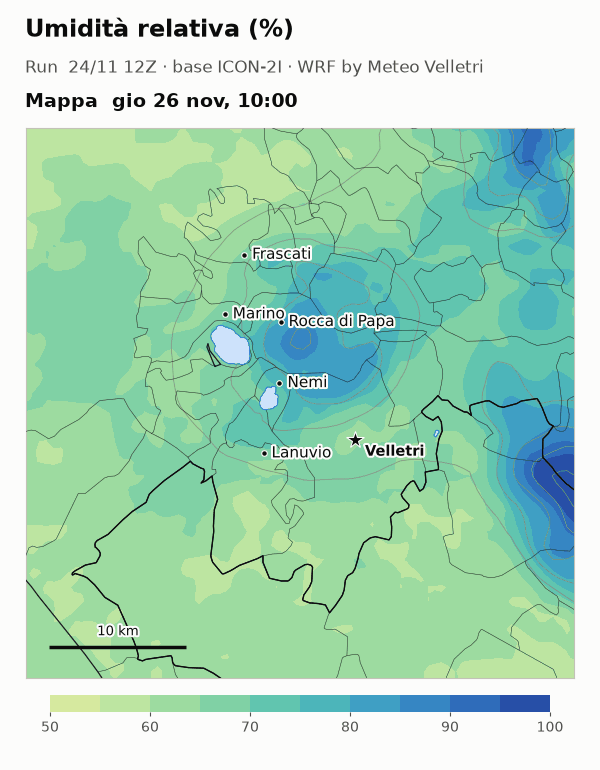 Umidità relativa (%)
Run  24/11 12Z · base ICON-2I · WRF by Meteo Velletri
Mappa  gio 26 nov, 10:00
Frascati
Marino
Rocca di Papa
Nemi
Velletri
Lanuvio
10 km
50 60 70 80 90 100